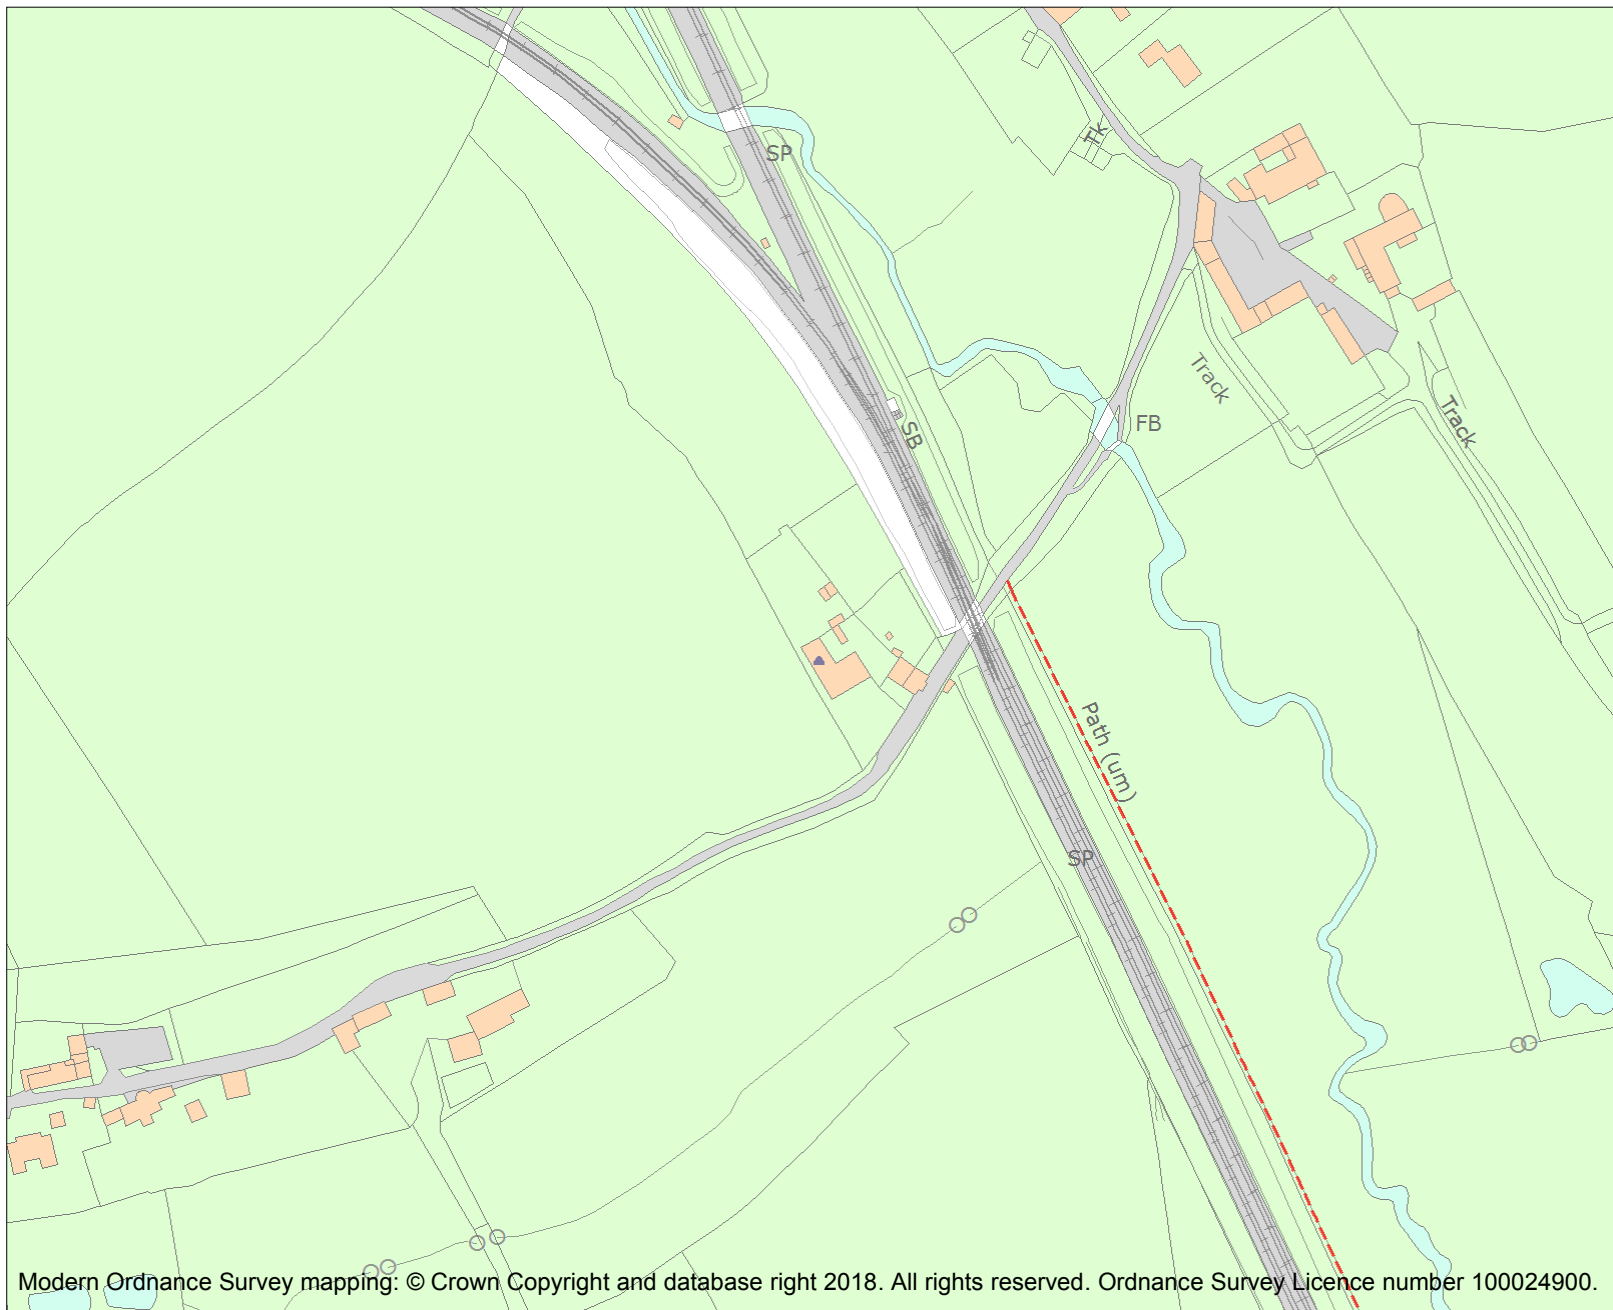 Tk
SP
Track
Track
FB
SB
Path (um)
SP
Modern Ordnance Survey mapping: © Crown Copyright and database right 2018. All rights reserved. Ordnance Survey Licence number 100024900.